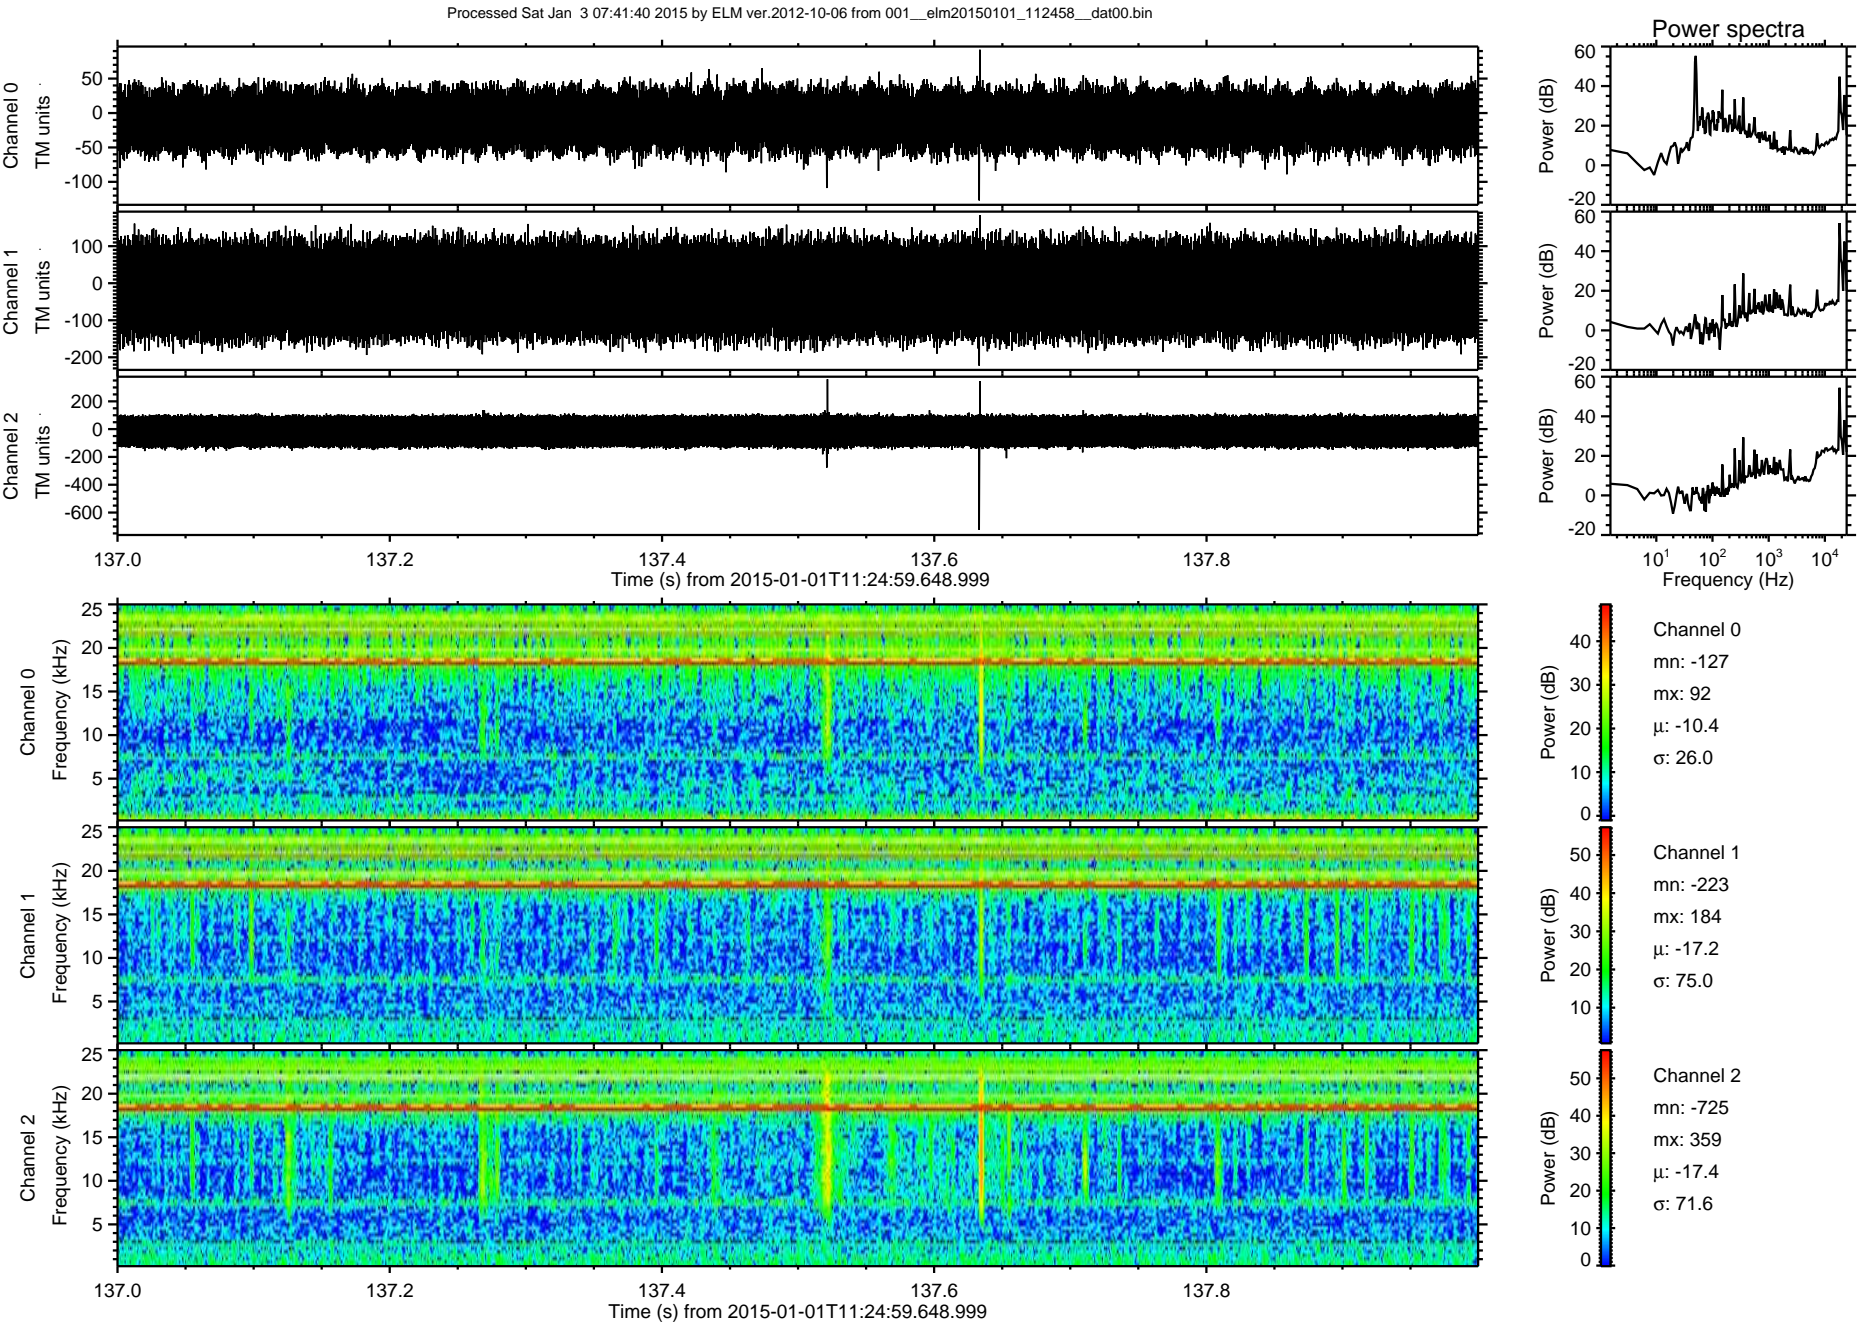 Processed Sat Jan  3 07:41:40 2015 by ELM ver.2012-10-06 from 001__elm20150101_112458__dat00.bin
Power spectra
Channel 0
TM units
50
0
-50
-100
Power (dB)
60
40
20
0
-20
Channel 1
TM units
100
0
-100
-200
Power (dB)
60
40
20
0
-20
Channel 2
TM units
200
0
-200
-400
-600
Power (dB)
60
40
20
0
-20
137.0
137.2
137.4
137.6
137.8
Time (s) from 2015-01-01T11:24:59.648.999
10¹
10²
10³
10⁴
Frequency (Hz)
Channel 0
Frequency (kHz)
25
20
15
10
5
Power (dB)
40
30
20
10
0
Channel 0
mn: -127
mx: 92
μ: -10.4
σ: 26.0
Channel 1
Frequency (kHz)
25
20
15
10
5
Power (dB)
50
40
30
20
10
Channel 1
mn: -223
mx: 184
μ: -17.2
σ: 75.0
Channel 2
Frequency (kHz)
25
20
15
10
5
Power (dB)
50
40
30
20
10
0
Channel 2
mn: -725
mx: 359
μ: -17.4
σ: 71.6
137.0
137.2
137.4
137.6
137.8
Time (s) from 2015-01-01T11:24:59.648.999